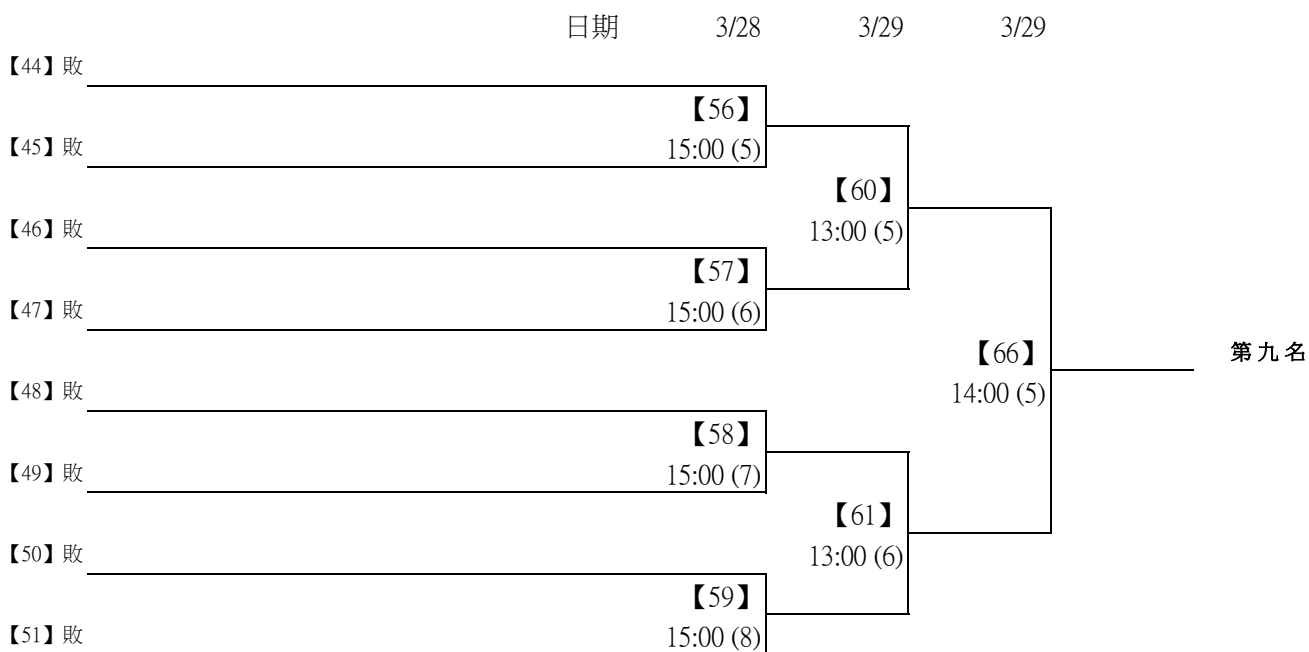 日期 3/28 3/29 3/29
【44】敗
【56】
【45】敗
15:00 (5)
【60】
【46】敗
13:00 (5)
【57】
【47】敗
15:00 (6)
【66】
第九名
【48】敗
14:00 (5)
【58】
【49】敗
15:00 (7)
【61】
【50】敗
13:00 (6)
【59】
【51】敗
15:00 (8)